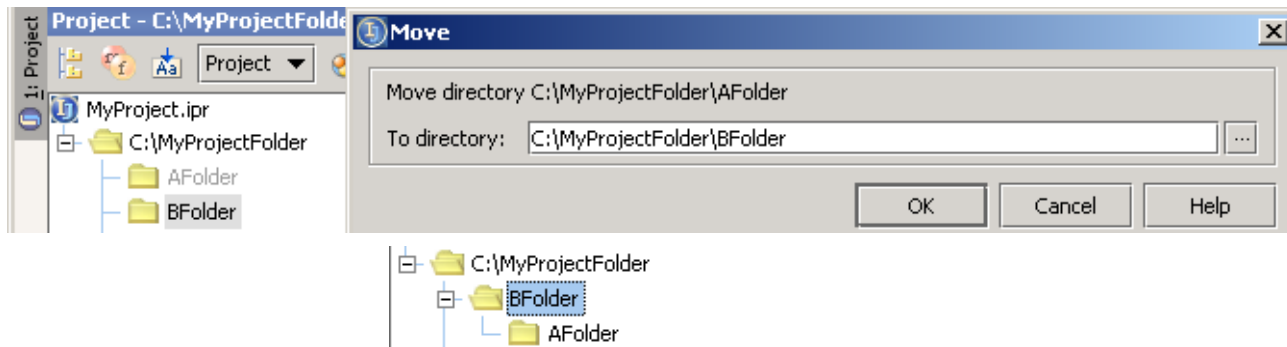 1: Project
Project - C:\MyProjectFolde
Project
MyProject.ipr
C:\MyProjectFolder
AFolder
BFolder
Move
Move directory C:\MyProjectFolder\AFolder
To directory: C:\MyProjectFolder\BFolder ...
OK Cancel Help
C:\MyProjectFolder
BFolder
AFolder